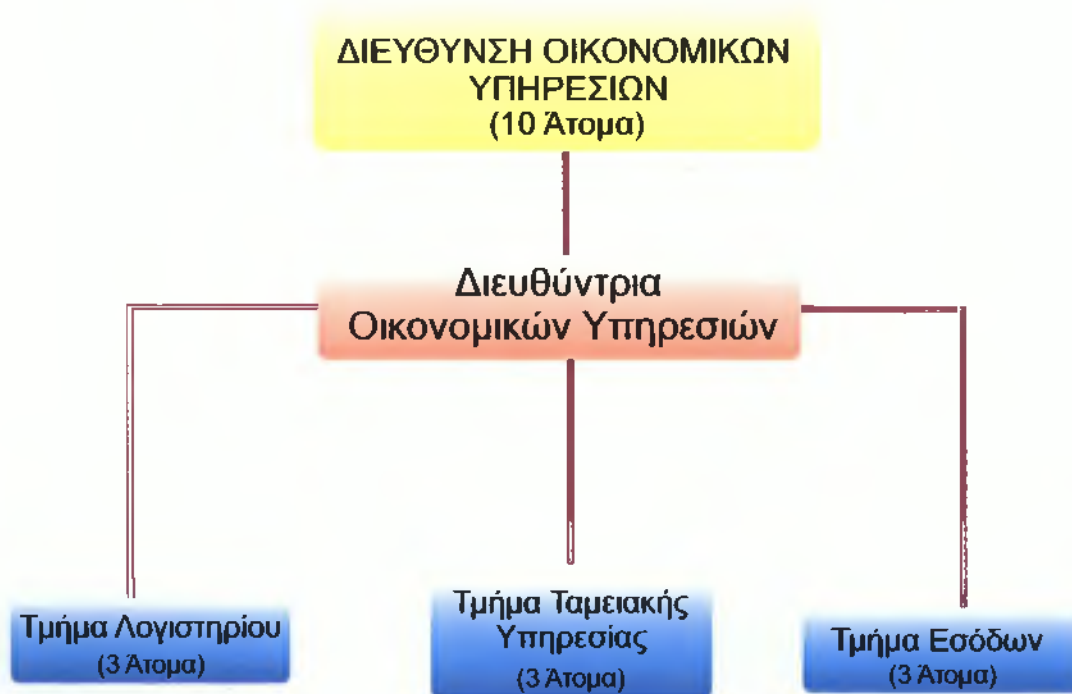 ΔΙΕΥΘΥΝΣΗ ΟΙΚΟΝΟΜΙΚΩΝ
ΥΠΗΡΕΣΙΩΝ
(10 Άτομα)
Διευθύντρια
Οικονομικών Υπηρεσιών
Τμήμα Λογιστηρίου
(3 Άτομα)
Τμήμα Ταμειακής
Υπηρεσίας
(3 Άτομα)
Τμήμα Εσόδων
(3 Άτομα)